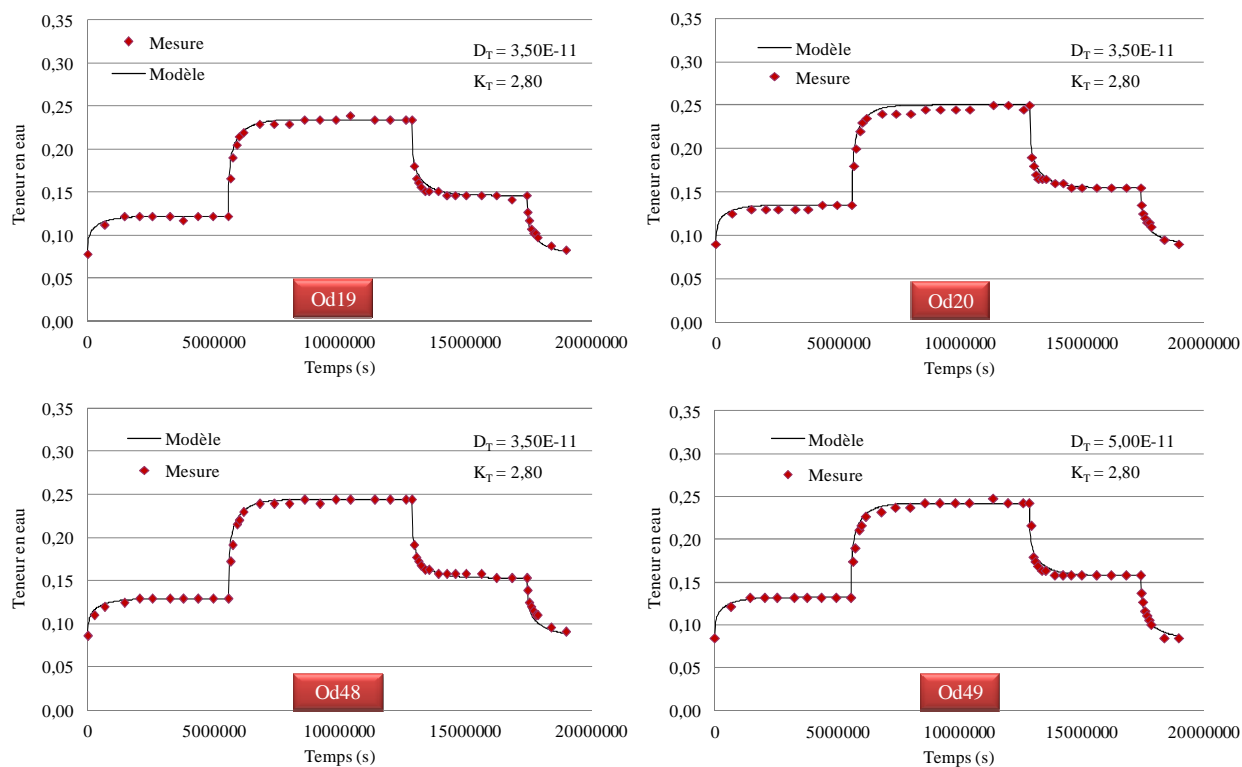 0,35
0,30
0,25
0,20
0,15
0,10
0,05
0,00
Teneur en eau
Mesure
Modèle
D_T = 3,50E-11
K_T = 2,80
Od19
0 5000000 10000000 15000000 20000000
Temps (s)
0,35
0,30
0,25
0,20
0,15
0,10
0,05
0,00
Teneur en eau
Modèle
Mesure
D_T = 3,50E-11
K_T = 2,80
Od20
0 5000000 10000000 15000000 20000000
Temps (s)
0,35
0,30
0,25
0,20
0,15
0,10
0,05
0,00
Teneur en eau
Modèle
Mesure
D_T = 3,50E-11
K_T = 2,80
Od48
0 5000000 10000000 15000000 20000000
Temps (s)
0,35
0,30
0,25
0,20
0,15
0,10
0,05
0,00
Teneur en eau
Modèle
Mesure
D_T = 5,00E-11
K_T = 2,80
Od49
0 5000000 10000000 15000000 20000000
Temps (s)